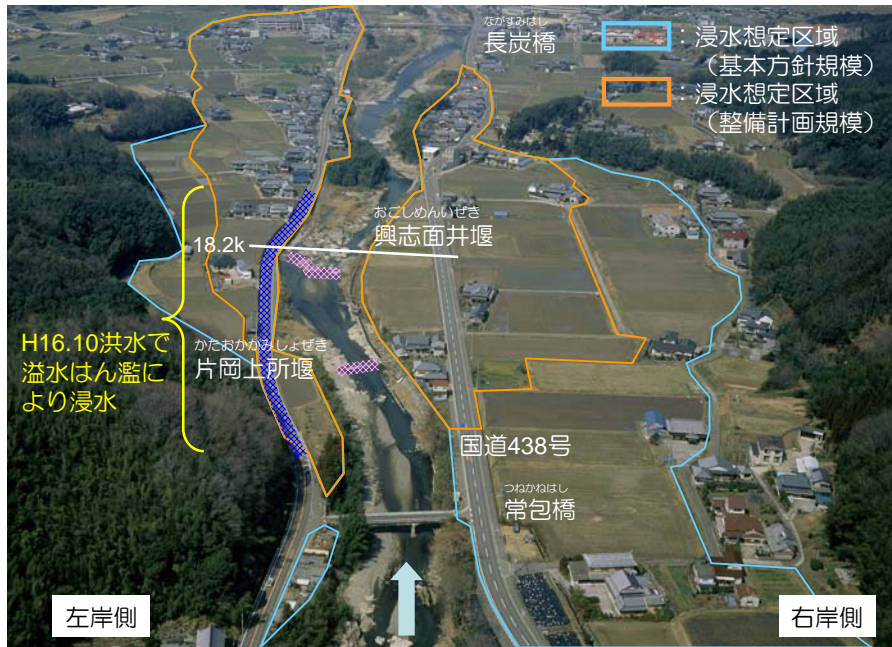 ながすみはし
長炭橋
：浸水想定区域
（基本方針規模）
：浸水想定区域
（整備計画規模）
おこしめんいぜき
興志面井堰
18.2k
H16.10洪水で
溢水はん濫に
より浸水
かたおかかみしょぜき
片岡上所堰
国道438号
つねかねはし
常包橋
左岸側
右岸側